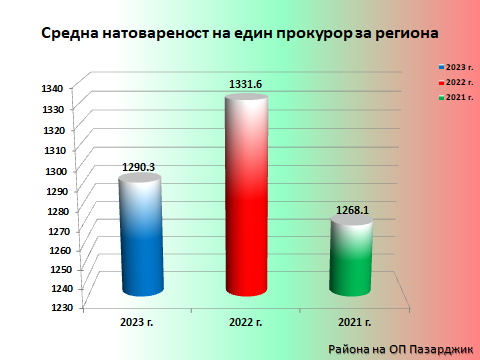 Средна натовареност на един прокурор за региона
2023 г.
2022 г.
2021 г.
1340
1330
1320
1310
1300
1290
1280
1270
1260
1250
1240
1230
1290.3
1331.6
1268.1
2023 г.
2022 г.
2021 г.
Района на ОП Пазарджик